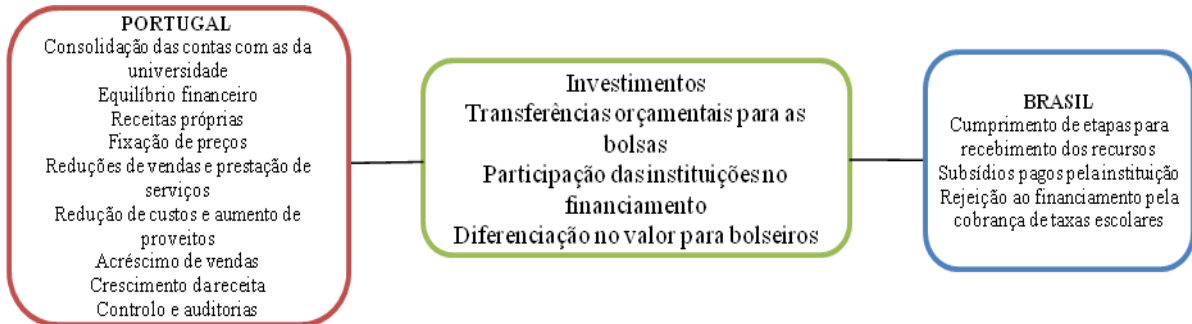 PORTUGAL
Consolidação das contas com as da
universidade
Equilíbrio financeiro
Receitas próprias
Fixação de preços
Reduções de vendas e prestação de
serviços
Redução de custos e aumento de
proveitos
Acréscimo de vendas
Crescimento da receita
Controlo e auditorias
Investimentos
Transferências orçamentais para as
bolsas
Participação das instituições no
financiamento
Diferenciação no valor para bolseiros
BRASIL
Cumprimento de etapas para
recebimento dos recursos
Subsídios pagos pela instituição
Rejeição ao financiamento pela
cobrança de taxas escolares